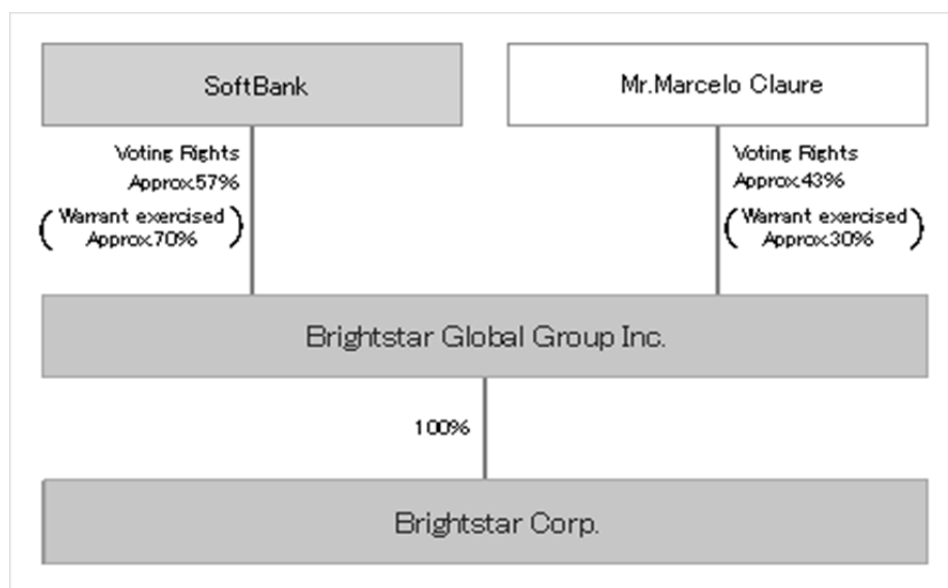 SoftBank
Mr.Marcelo Claure
Voting Rights
Approx.57%
(Warrant exercised
Approx.70%)
Voting Rights
Approx.43%
(Warrant exercised
Approx.30%)
Brightstar Global Group Inc.
100%
Brightstar Corp.